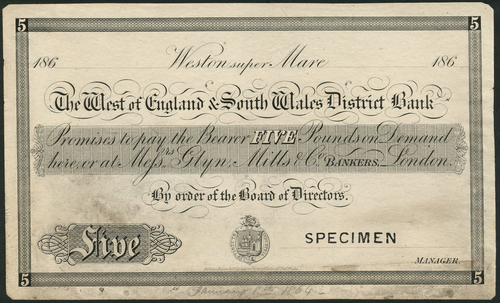 5 5
186 Weston super Mare 186
The West of England & South Wales District Bank
Promises to pay the Bearer FIVE Pounds on Demand
here, or at Messrs Glyn, Mills & Co. BANKERS, London.
By order of the Board of Directors.
Five
SPECIMEN
MANAGER.
5 5
January 1864